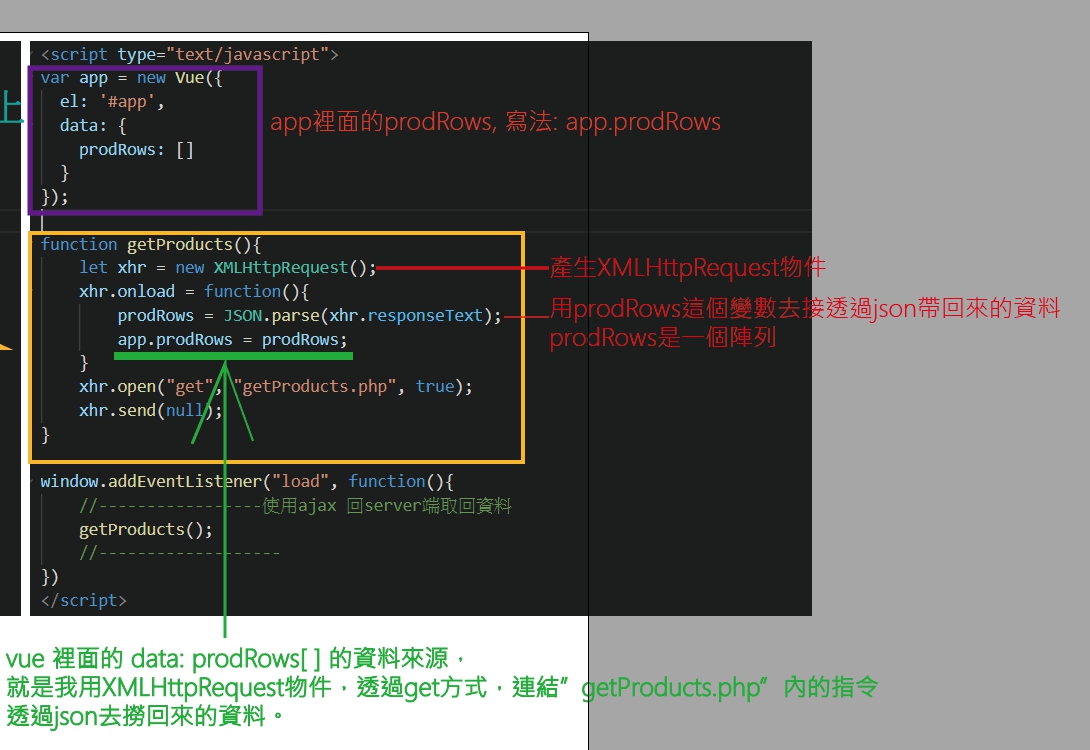 <script type="text/javascript">
上
var app = new Vue({
el: '#app',
data: {
app裡面的prodRows, 寫法: app.prodRows
prodRows: []
}
});
function getProducts(){
let xhr = new XMLHttpRequest();
產生XMLHttpRequest物件
xhr.onload = function(){
prodRows = JSON.parse(xhr.responseText);
用prodRows這個變數去接透過json帶回來的資料
prodRows是一個陣列
app.prodRows = prodRows;
}
xhr.open("get", "getProducts.php", true);
xhr.send(null);
}
window.addEventListener("load", function(){
//-----------------使用ajax 回server端取回資料
getProducts();
//-------------------
})
</script>
vue 裡面的 data: prodRows[ ] 的資料來源，
就是我用XMLHttpRequest物件，透過get方式，連結”getProducts.php”內的指令
透過json去撈回來的資料。